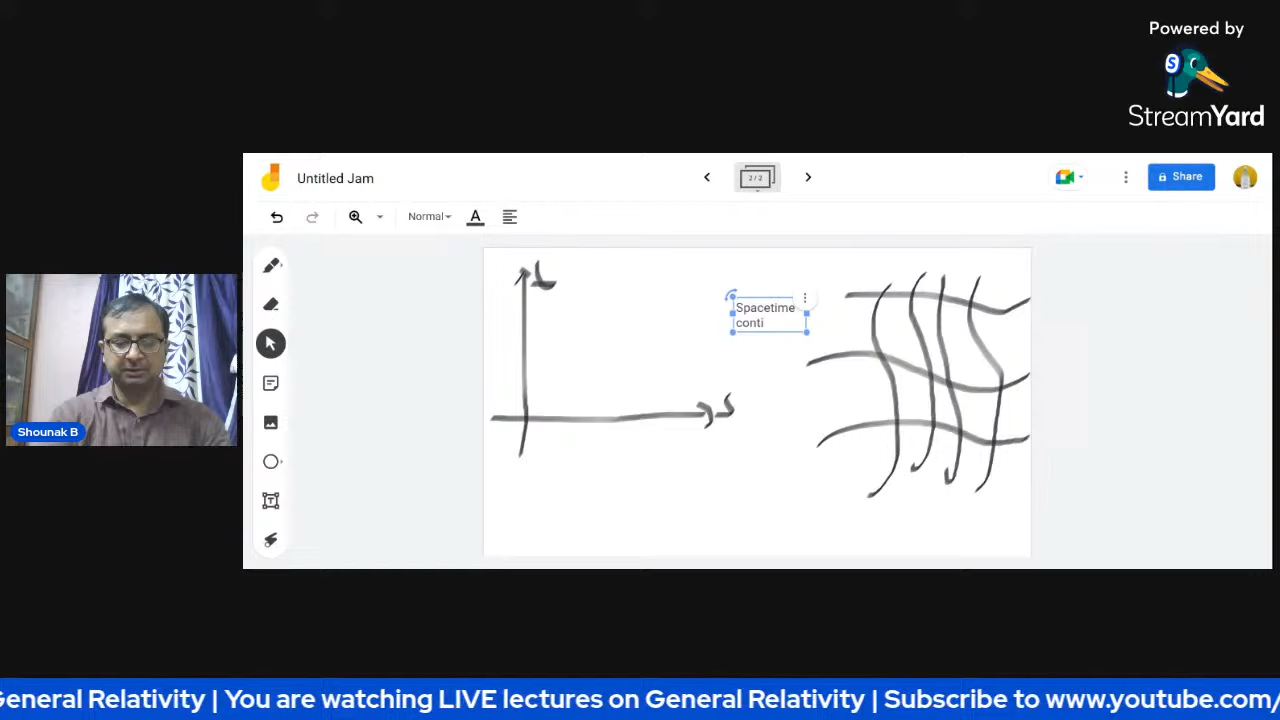 Powered by
StreamYard
Untitled Jam
2 / 2
Share
Normal
A
t
Spacetime
conti
s
Shounak B
General Relativity | You are watching LIVE lectures on General Relativity | Subscribe to www.youtube.com/